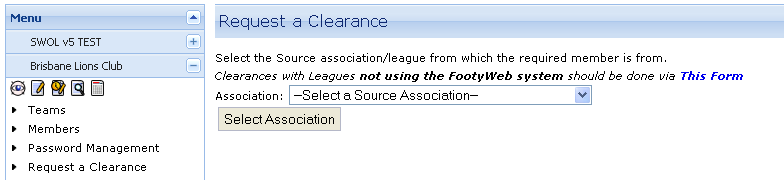 Menu
SWOL v5 TEST
Brisbane Lions Club
Teams
Members
Password Management
Request a Clearance
Request a Clearance
Select the Source association/league from which the required member is from.
Clearances with Leagues not using the FootyWeb system should be done via This Form
Association: --Select a Source Association--
Select Association